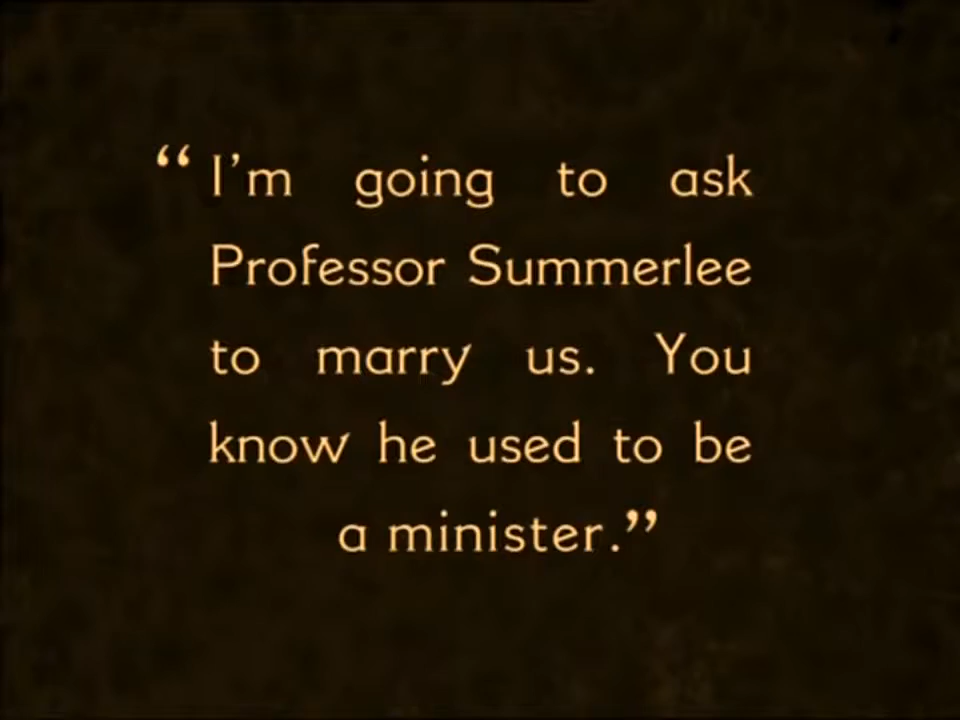 “I’m going to ask
Professor Summerlee
to marry us. You
know he used to be
a minister.”